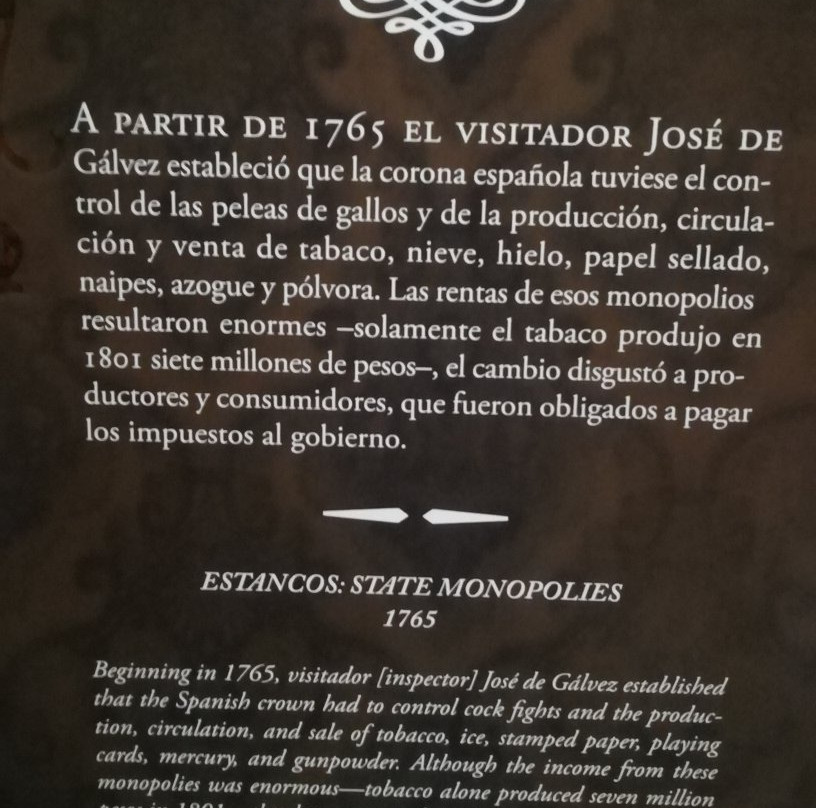 A PARTIR DE 1765 EL VISITADOR JOSÉ DE
Gálvez estableció que la corona española tuviese el con-
trol de las peleas de gallos y de la producción, circula-
ción y venta de tabaco, nieve, hielo, papel sellado,
naipes, azogue y pólvora. Las rentas de esos monopolios
resultaron enormes –solamente el tabaco produjo en
1801 siete millones de pesos–, el cambio disgustó a pro-
ductores y consumidores, que fueron obligados a pagar
los impuestos al gobierno.
ESTANCOS: STATE MONOPOLIES
1765
Beginning in 1765, visitador [inspector] José de Gálvez established
that the Spanish crown had to control cock fights and the produc-
tion, circulation, and sale of tobacco, ice, stamped paper, playing
cards, mercury, and gunpowder. Although the income from these
monopolies was enormous—tobacco alone produced seven million